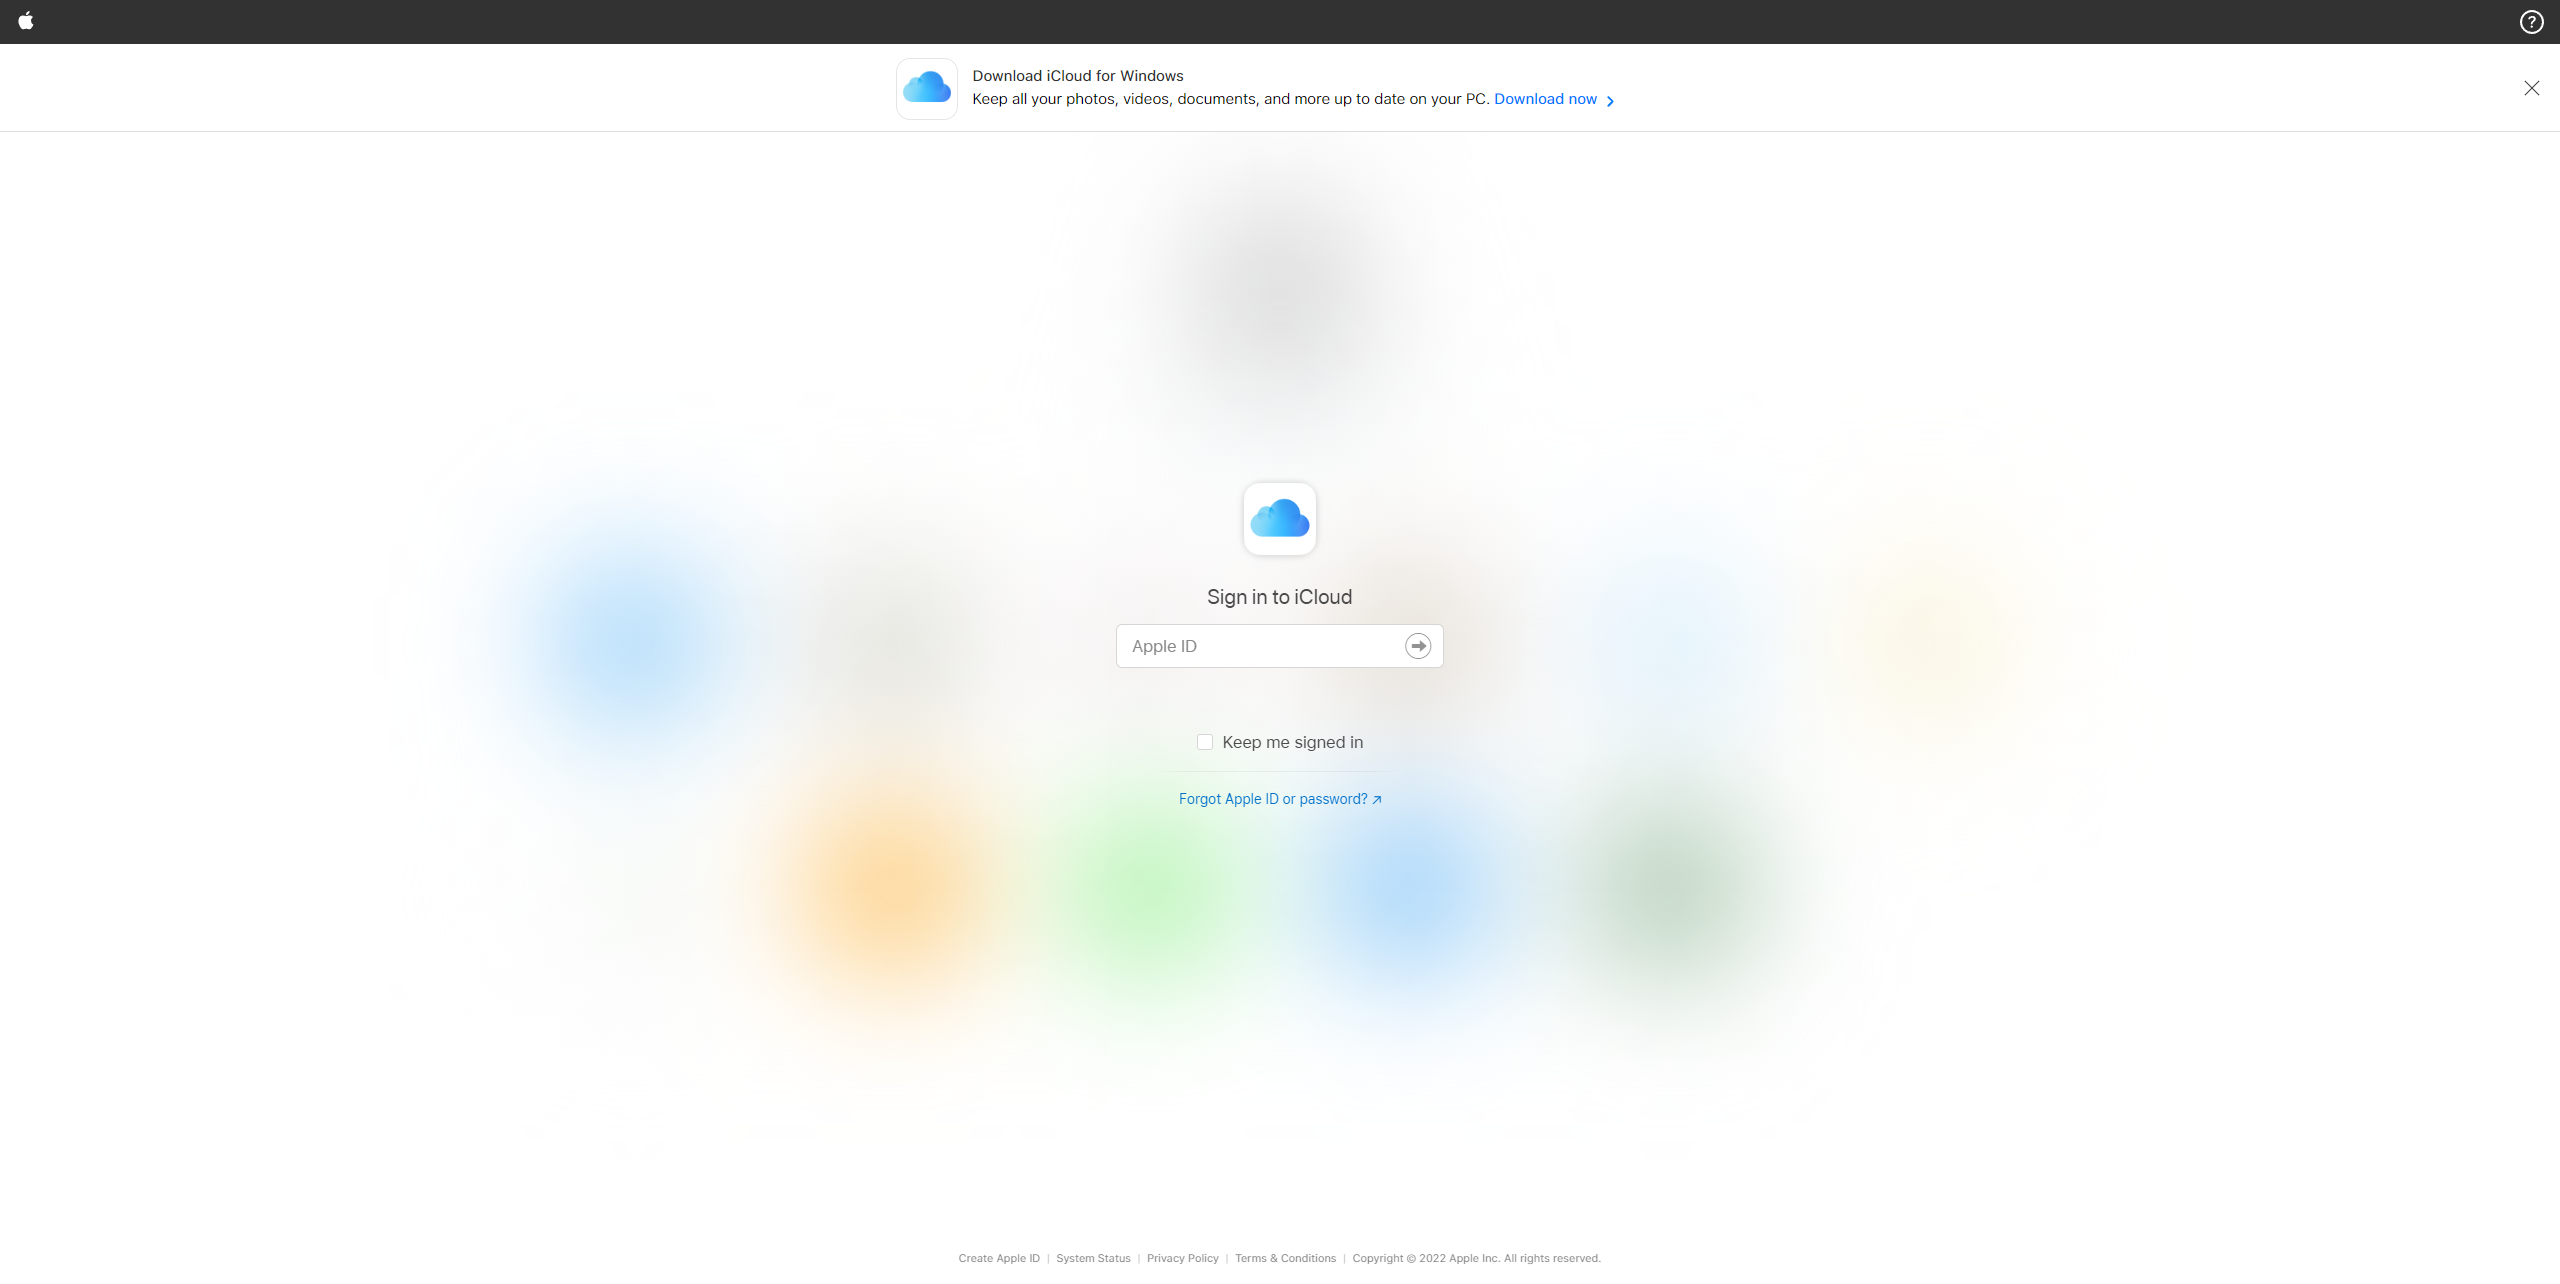 Download iCloud for Windows
Keep all your photos, videos, documents, and more up to date on your PC. Download now
Sign in to iCloud
Apple ID
Keep me signed in
Forgot Apple ID or password?
Create Apple ID | System Status | Privacy Policy | Terms & Conditions | Copyright © 2022 Apple Inc. All rights reserved.